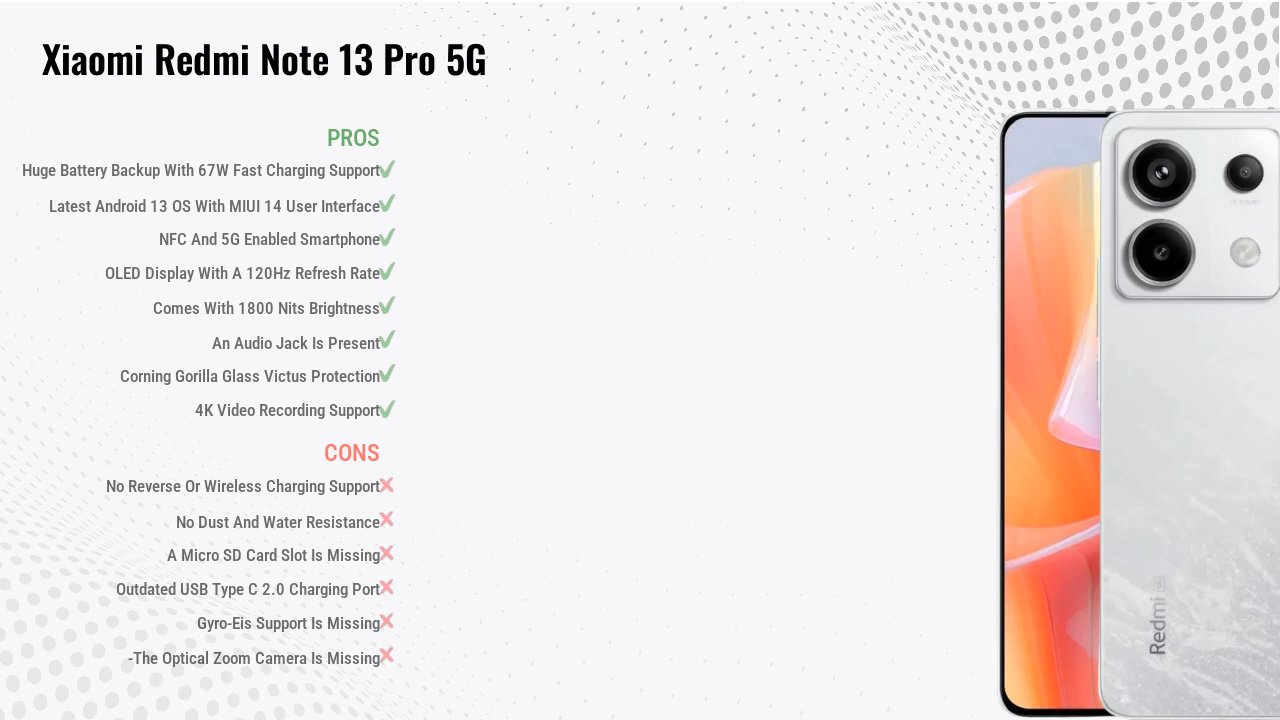 Xiaomi Redmi Note 13 Pro 5G
PROS
Huge Battery Backup With 67W Fast Charging Support
Latest Android 13 OS With MIUI 14 User Interface
NFC And 5G Enabled Smartphone
OLED Display With A 120Hz Refresh Rate
Comes With 1800 Nits Brightness
An Audio Jack Is Present
Corning Gorilla Glass Victus Protection
4K Video Recording Support
CONS
No Reverse Or Wireless Charging Support
No Dust And Water Resistance
A Micro SD Card Slot Is Missing
Outdated USB Type C 2.0 Charging Port
Gyro-Eis Support Is Missing
-The Optical Zoom Camera Is Missing
Redmi